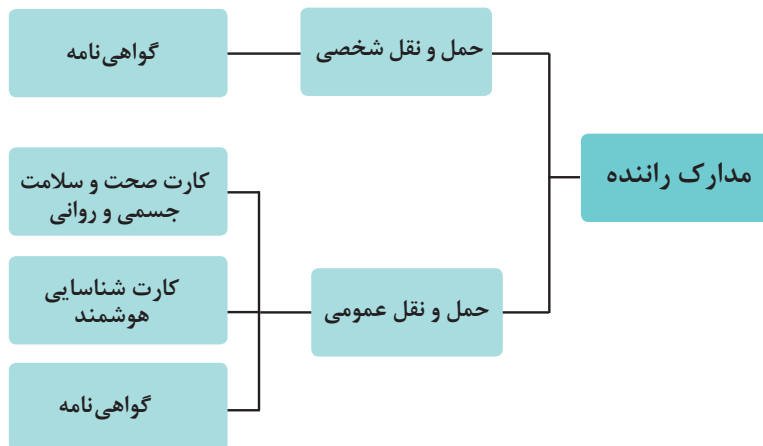 مدارک راننده
حمل و نقل شخصی
گواهی‌نامه
حمل و نقل عمومی
کارت صحت و سلامت
جسمی و روانی
کارت شناسایی
هوشمند
گواهی‌نامه